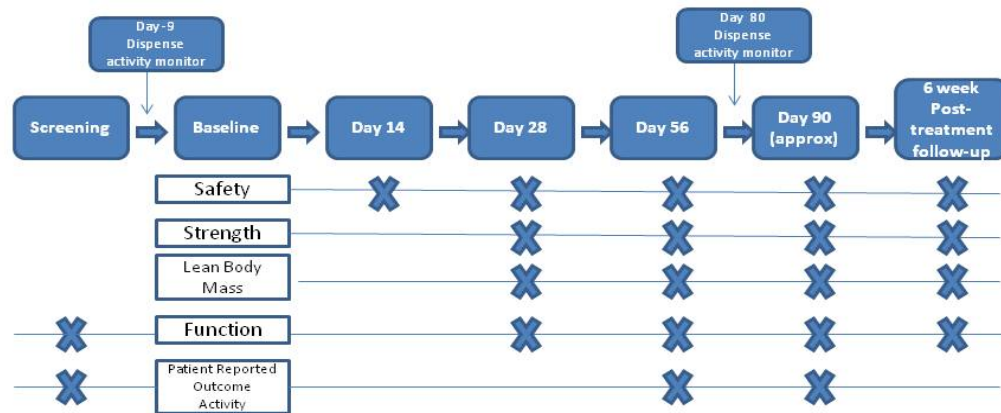 Day -9
Dispense
activity monitor
Day 80
Dispense
activity monitor
Screening
Baseline
Day 14
Day 28
Day 56
Day 90
(approx)
6 week
Post-
treatment
follow-up
Safety
Strength
Lean Body
Mass
Function
Patient Reported
Outcome
Activity